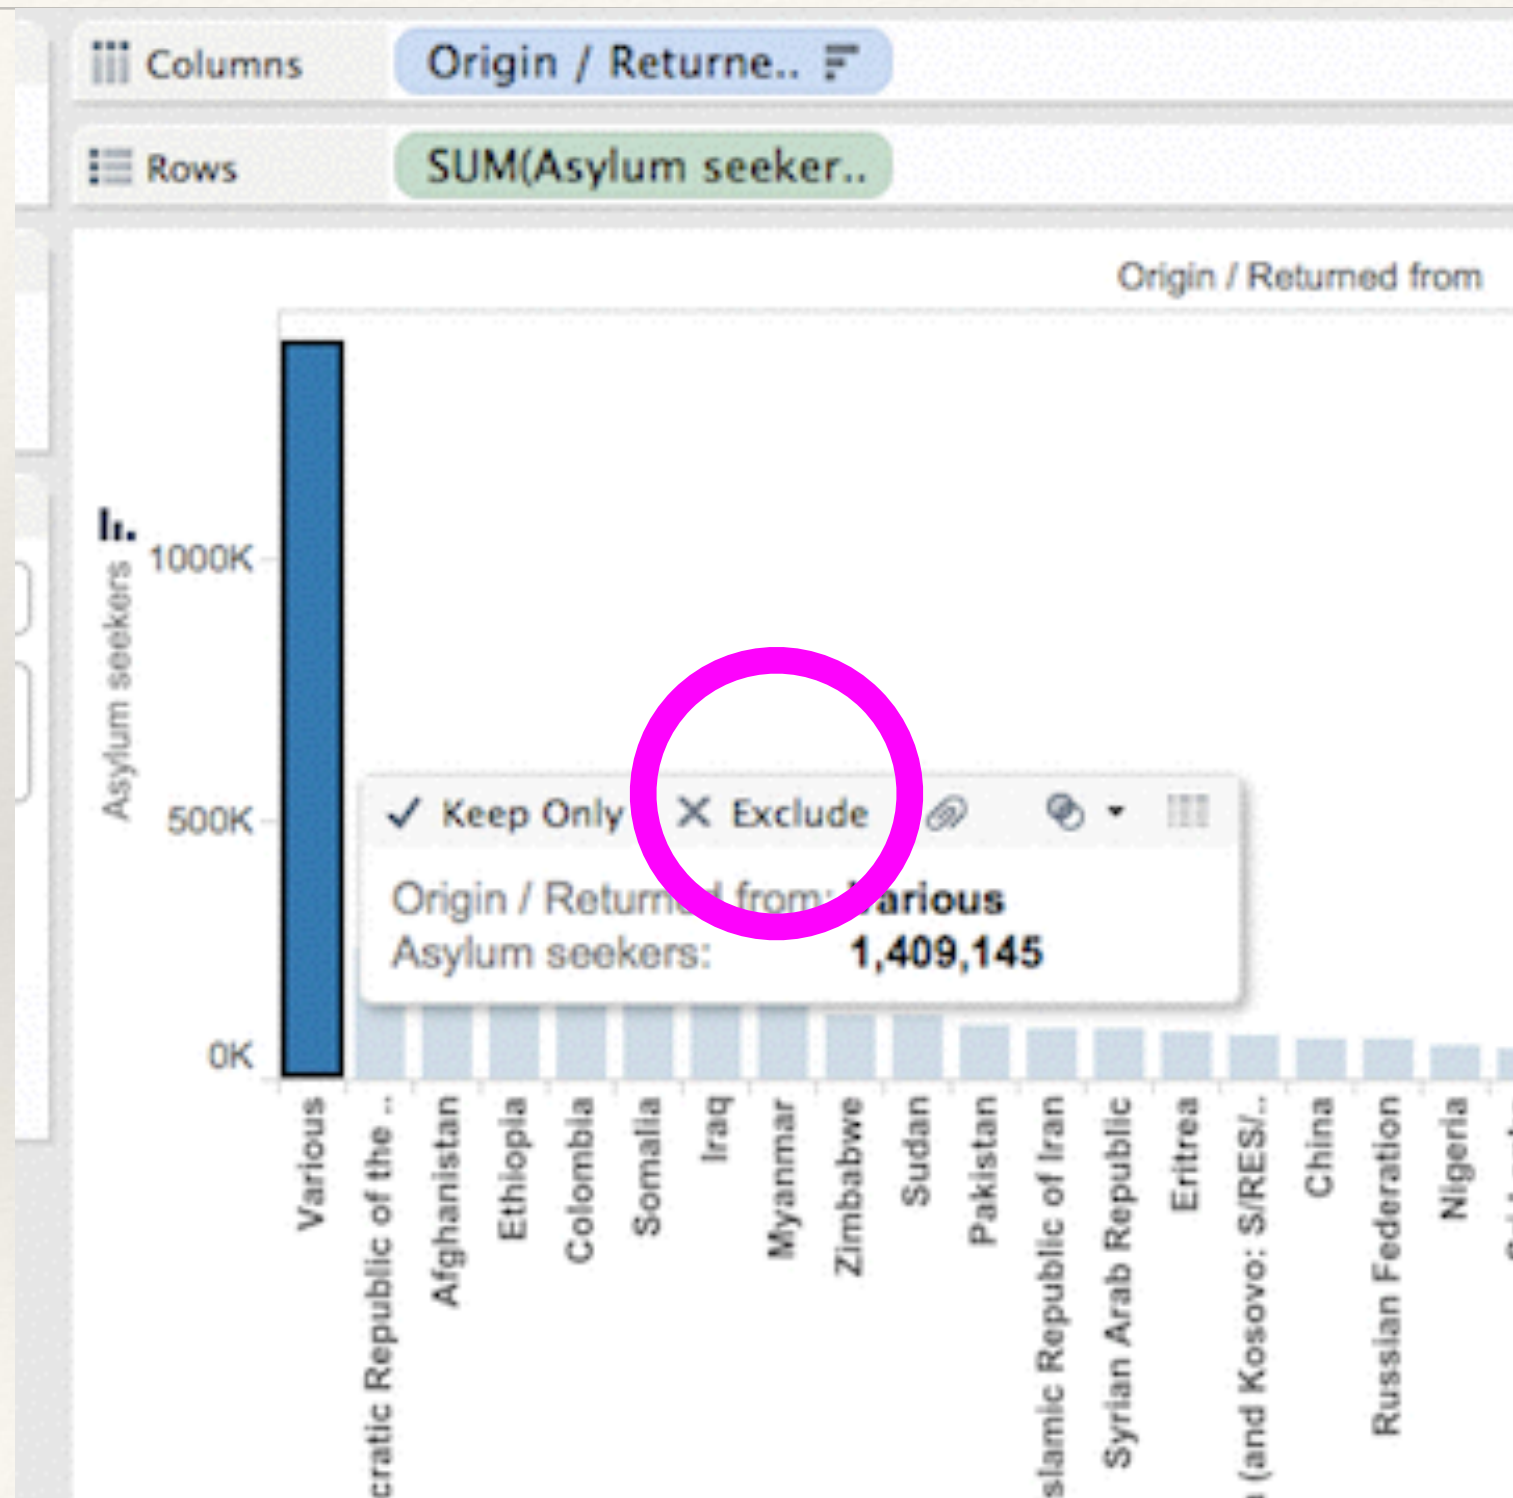 Columns
Origin / Returne..
Rows
SUM(Asylum seeker..
Origin / Returned from
Asylum seekers
1000K
500K
0K
Keep Only
Exclude
Origin / Returned from: Various
Asylum seekers: 1,409,145
Various
cratic Republic of the ..
Afghanistan
Ethiopia
Colombia
Somalia
Iraq
Myanmar
Zimbabwe
Sudan
Pakistan
slamic Republic of Iran
Syrian Arab Republic
Eritrea
(and Kosovo: S/RES/..
China
Russian Federation
Nigeria